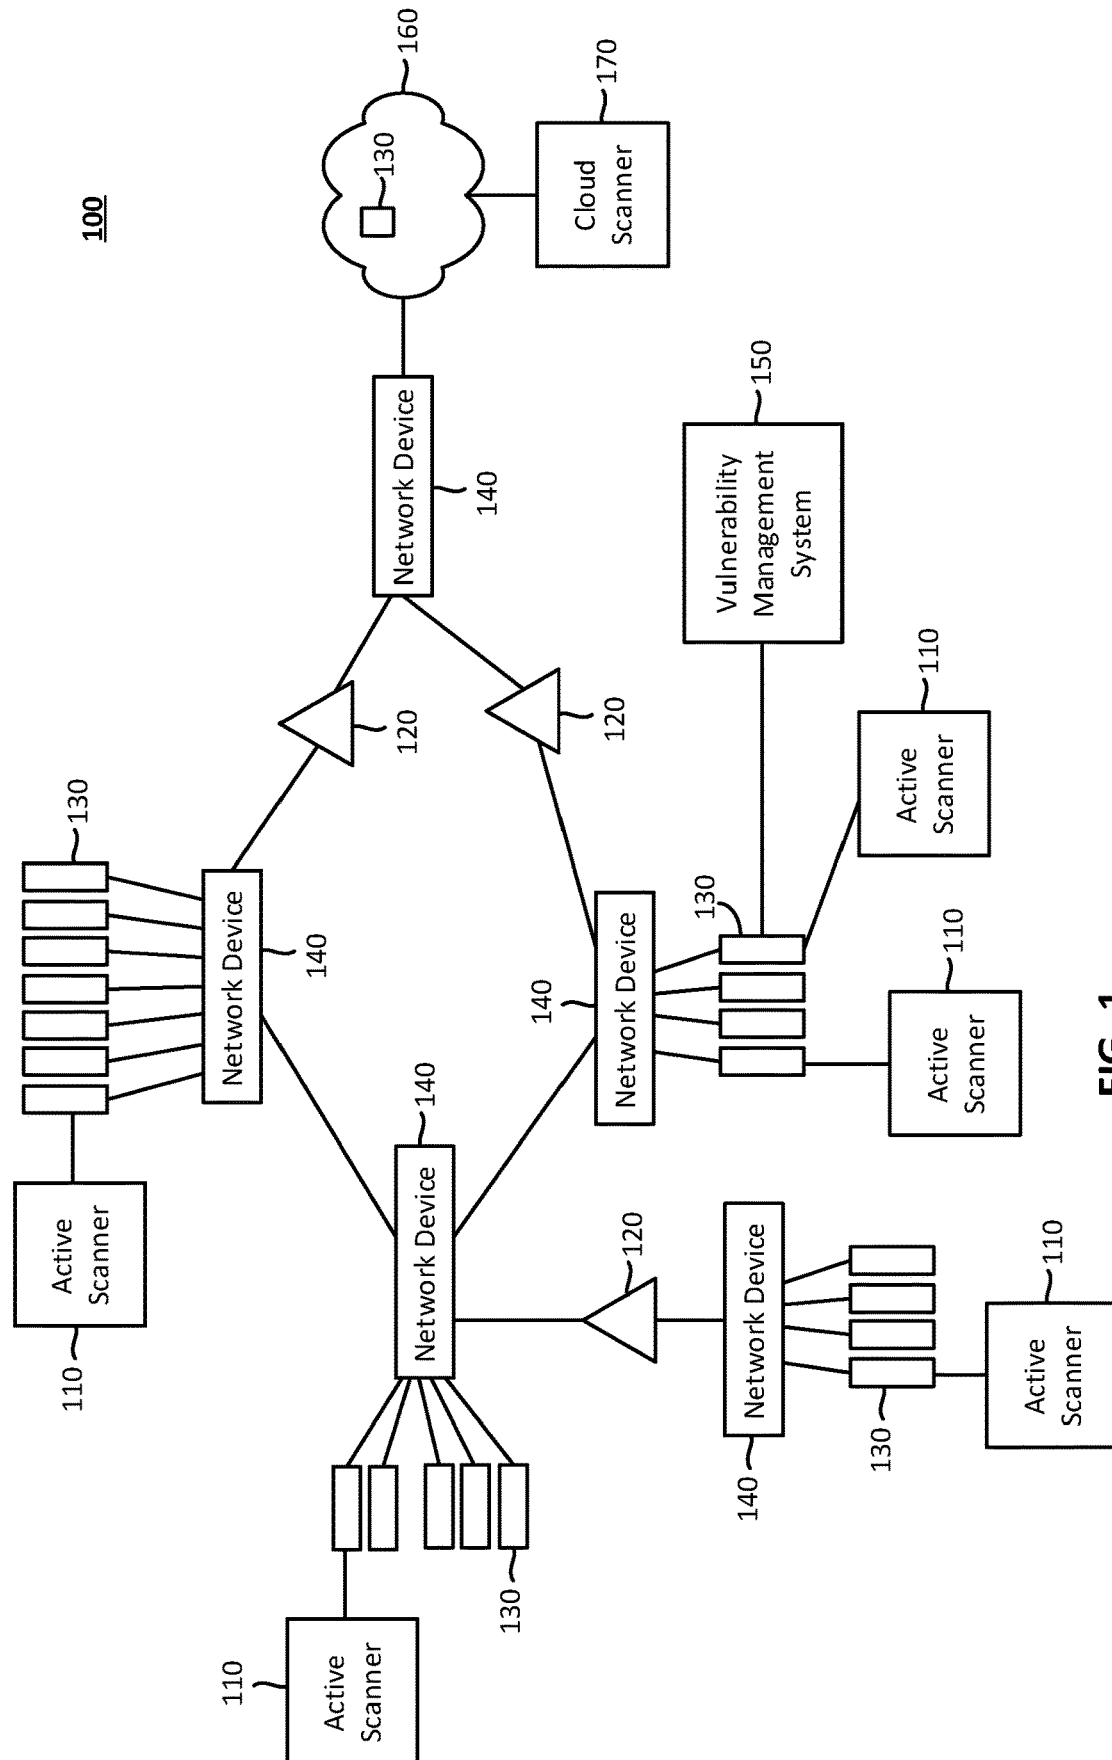 100
110
Active
Scanner
130
Network Device
140
110
Active
Scanner
130
Network Device
140
120
Network Device
140
160
130
Cloud
Scanner
170
120
140
Network Device
130
Vulnerability
Management
System
150
120
140
Network Device
130
Active
Scanner
110
Active
Scanner
110
Active
Scanner
110
FIG. 1